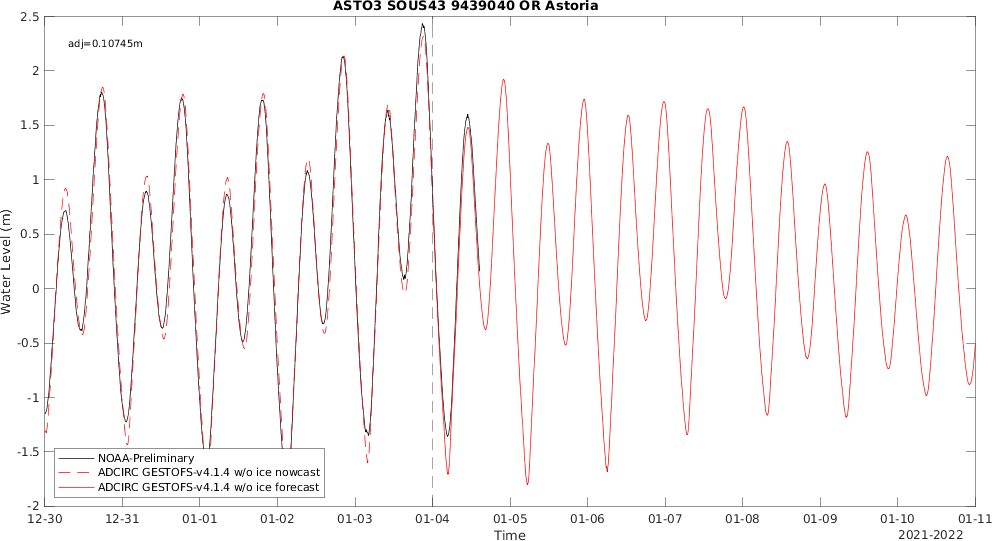 ASTO3 SOUS43 9439040 OR Astoria
adj=0.10745m
Water Level (m)
2.5
2
1.5
1
0.5
0
-0.5
-1
-1.5
-2
NOAA-Preliminary
ADCIRC GESTOFS-v4.1.4 w/o ice nowcast
ADCIRC GESTOFS-v4.1.4 w/o ice forecast
12-30 12-31 01-01 01-02 01-03 01-04 01-05 01-06 01-07 01-08 01-09 01-10 01-11
Time
2021-2022